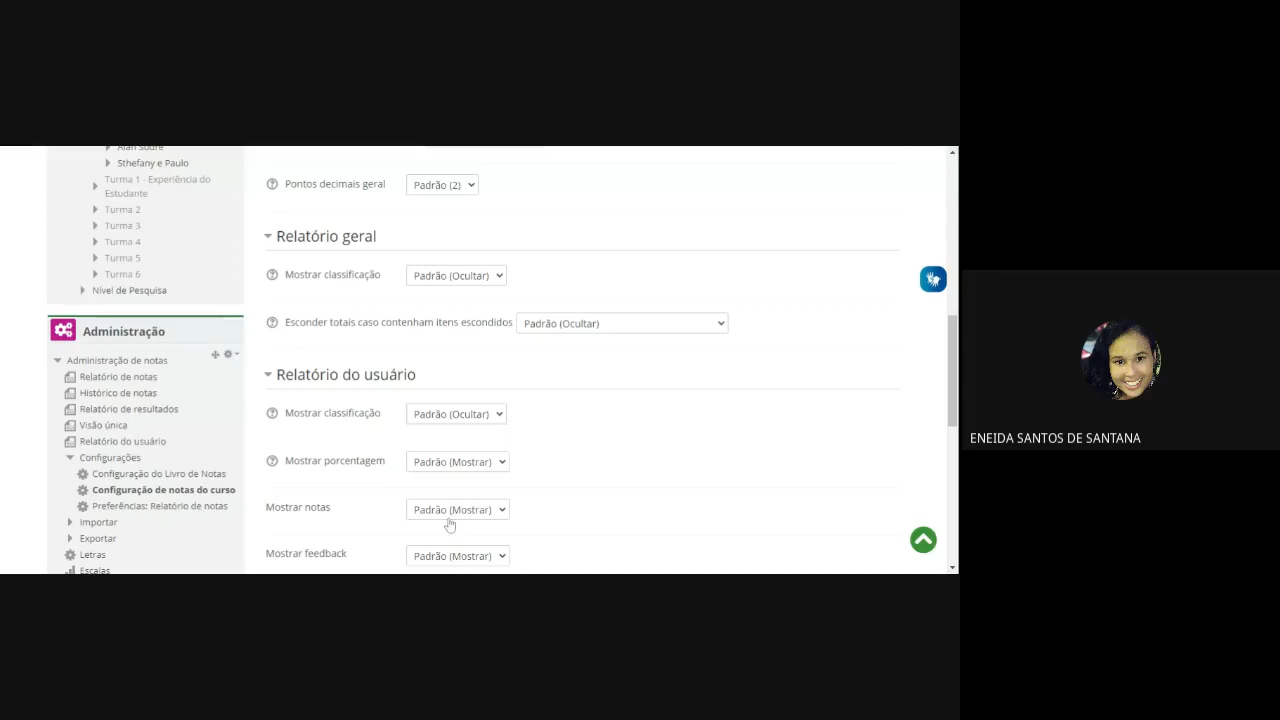 Alan Sodré
Sthefany e Paulo
Turma 1 - Experiência do
Estudante
Turma 2
Turma 3
Turma 4
Turma 5
Turma 6
Nível de Pesquisa
Administração
Administração de notas
Relatório de notas
Histórico de notas
Relatório de resultados
Visão única
Relatório do usuário
Configurações
Configuração do Livro de Notas
Configuração de notas do curso
Preferências: Relatório de notas
Importar
Exportar
Letras
Escalas
Pontos decimais geral Padrão (2)
Relatório geral
Mostrar classificação Padrão (Ocultar)
Esconder totais caso contenham itens escondidos Padrão (Ocultar)
Relatório do usuário
Mostrar classificação Padrão (Ocultar)
Mostrar porcentagem Padrão (Mostrar)
Mostrar notas Padrão (Mostrar)
Mostrar feedback Padrão (Mostrar)
ENEIDA SANTOS DE SANTANA